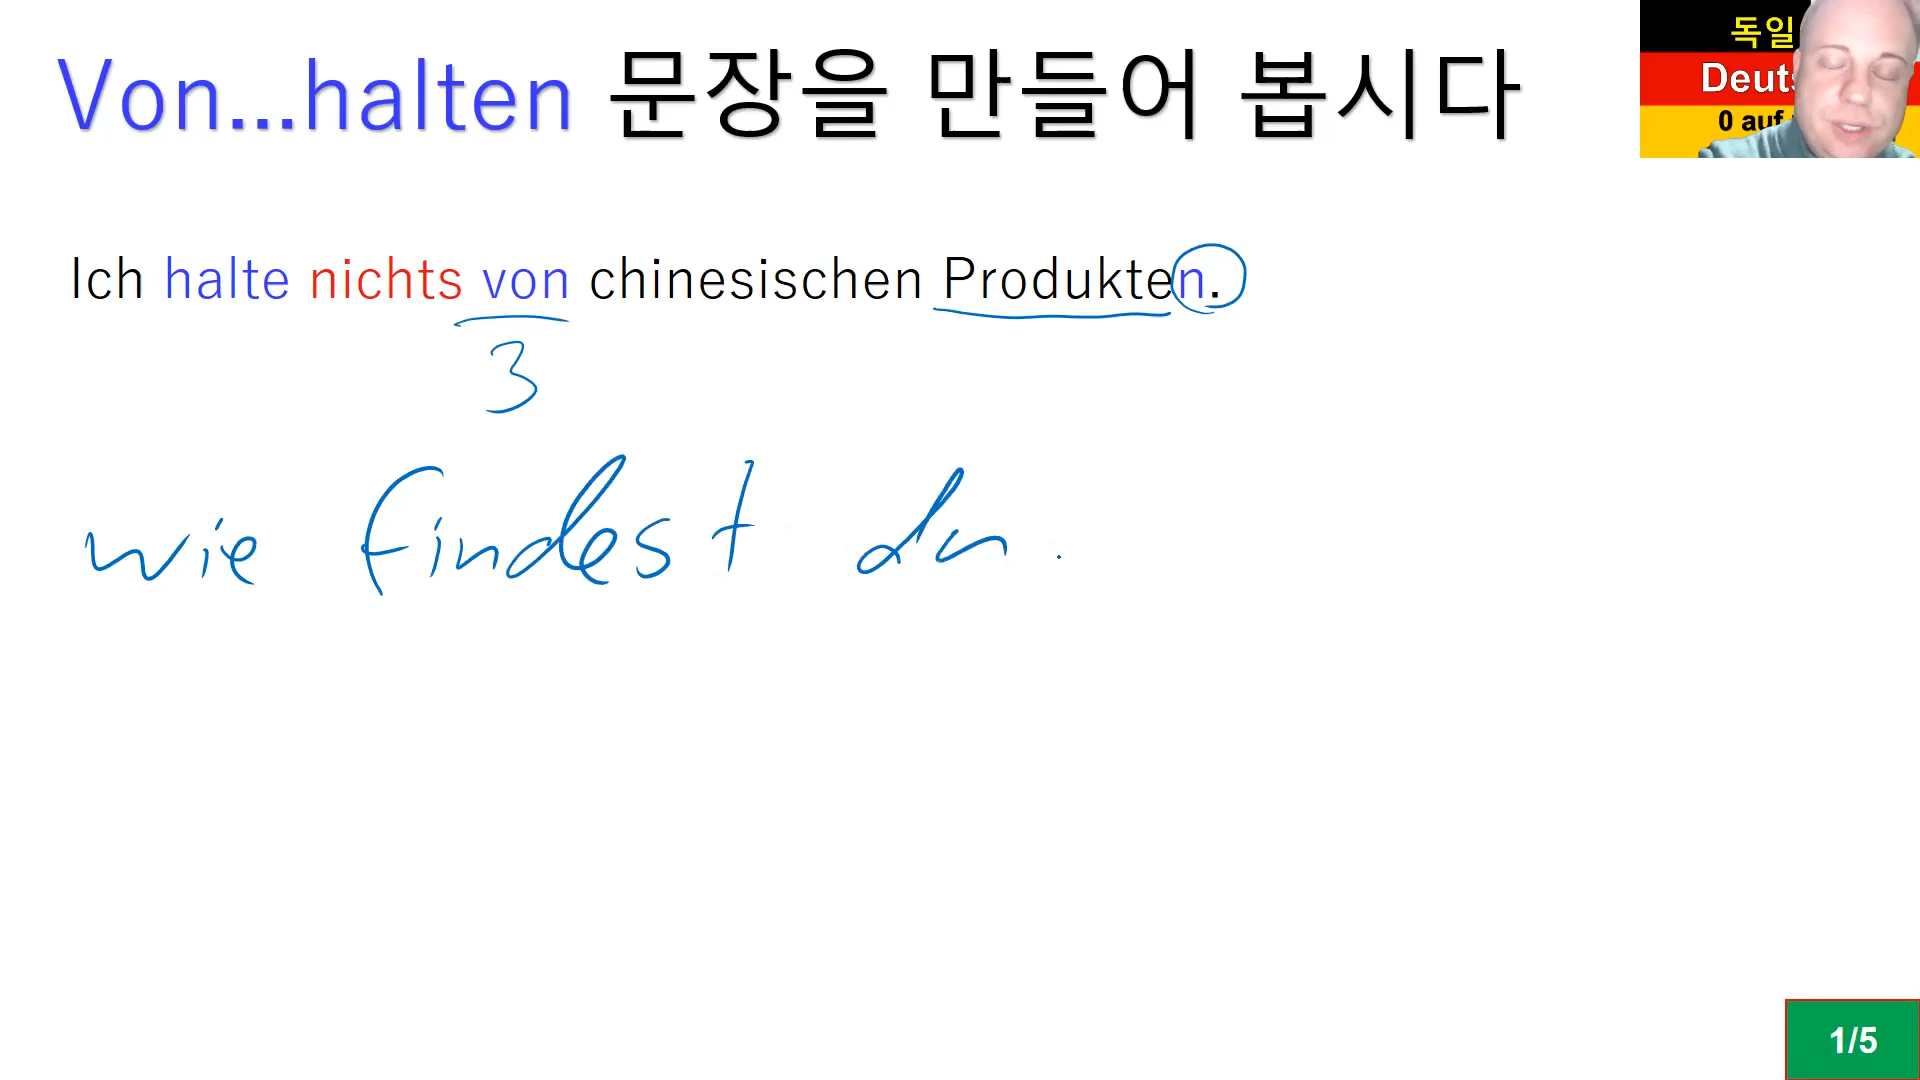 Von...halten 문장을 만들어 봅시다
독일
Deuts
0 auf
Ich halte nichts von chinesischen Produkten.
3
wie findest du
1/5